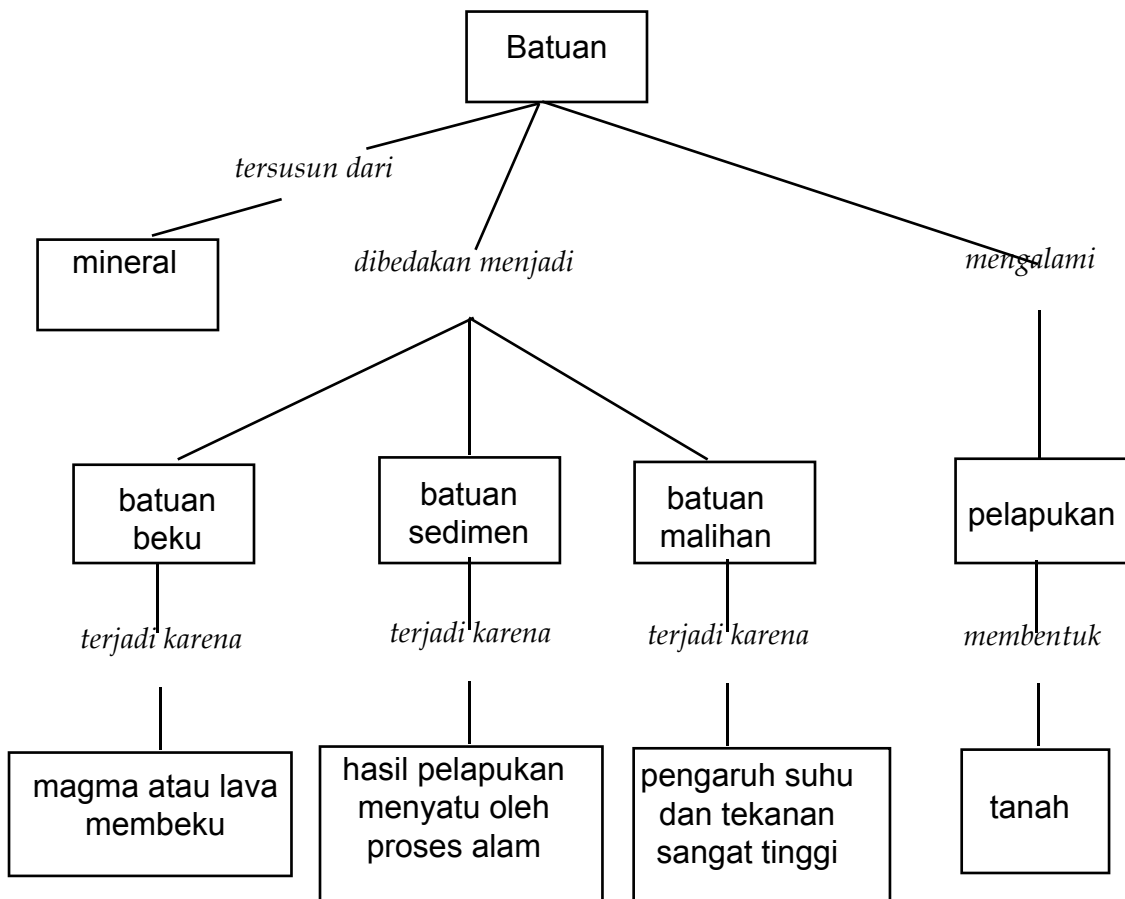 Batuan
tersusun dari
mineral
dibedakan menjadi
mengalami
batuan
beku
batuan
sedimen
batuan
malihan
pelapukan
terjadi karena
terjadi karena
terjadi karena
membentuk
magma atau lava
membeku
hasil pelapukan
menyatu oleh
proses alam
pengaruh suhu
dan tekanan
sangat tinggi
tanah